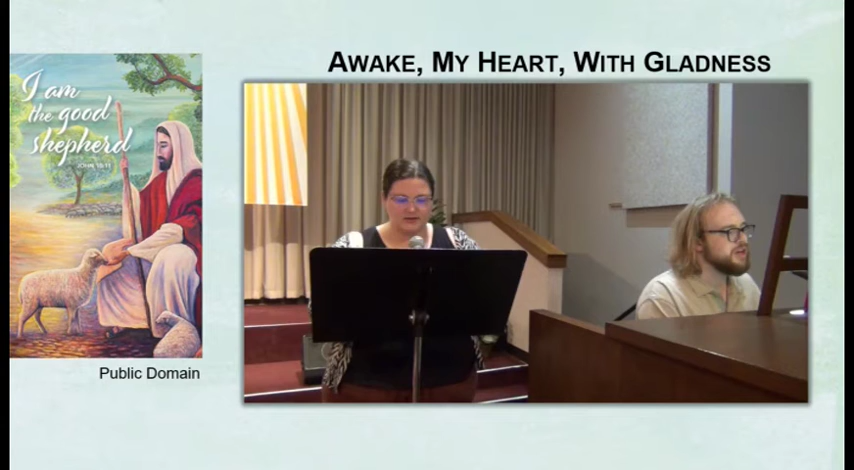 AWAKE, MY HEART, WITH GLADNESS
I am
the good
shepherd
JOHN 10:11
Public Domain